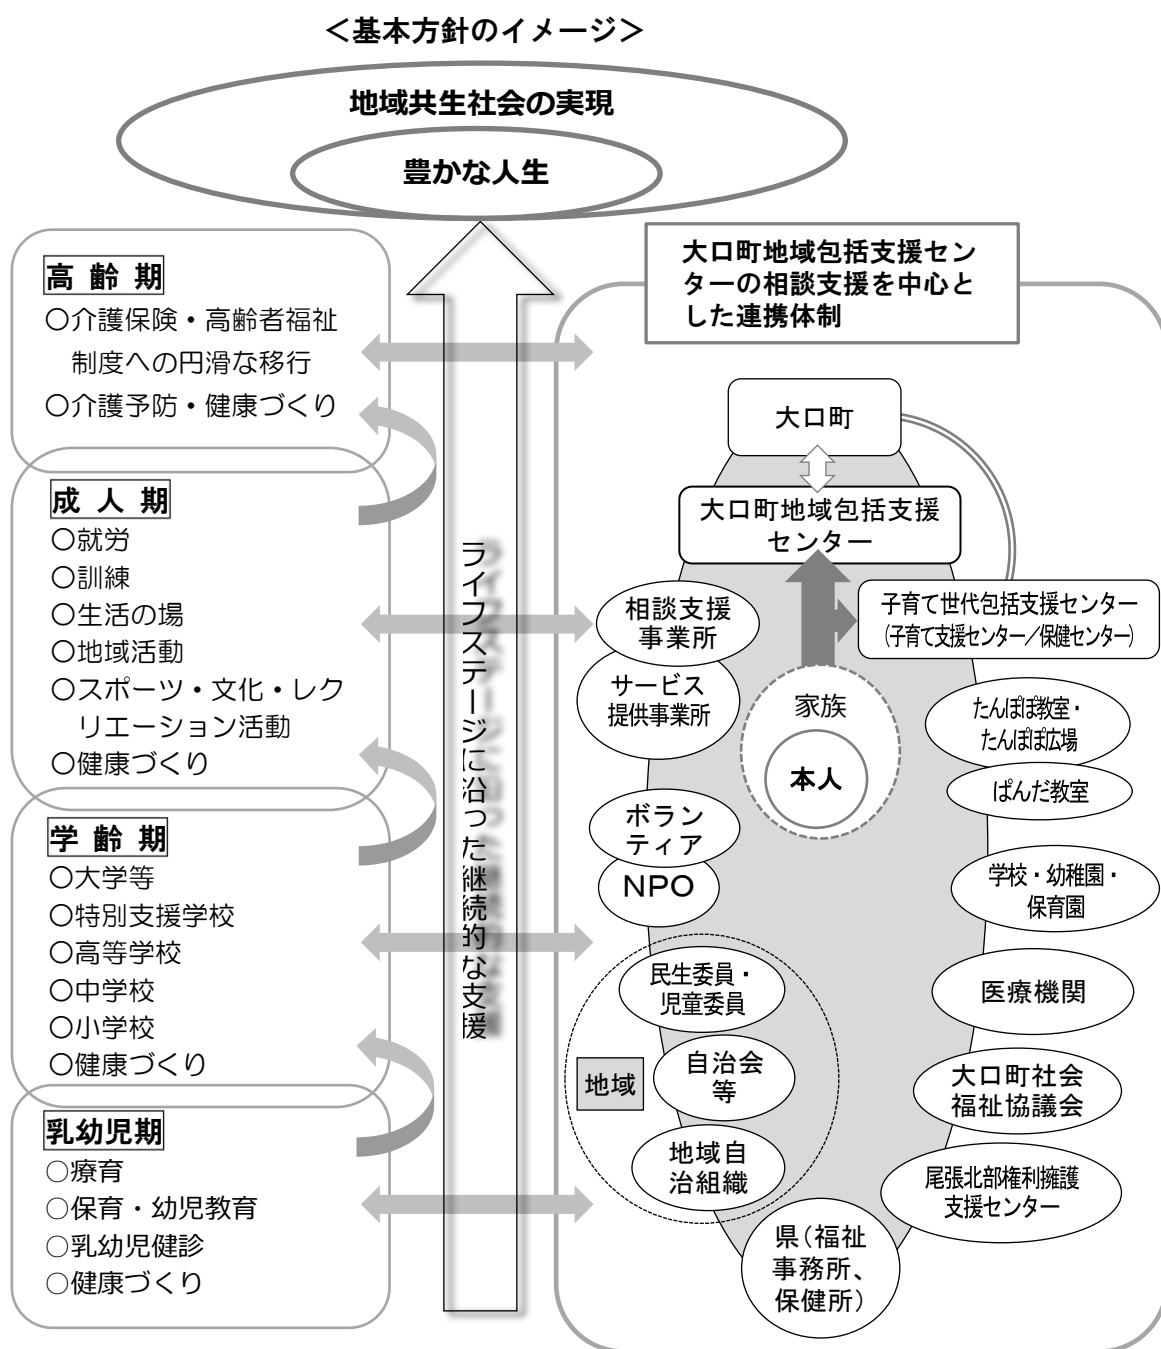 ＜基本方針のイメージ＞
地域共生社会の実現
豊かな人生
高齢期
○介護保険・高齢者福祉
制度への円滑な移行
○介護予防・健康づくり
成人期
○就労
○訓練
○生活の場
○地域活動
○スポーツ・文化・レク
リエーション活動
○健康づくり
学齢期
○大学等
○特別支援学校
○高等学校
○中学校
○小学校
○健康づくり
乳幼児期
○療育
○保育・幼児教育
○乳幼児健診
○健康づくり
ライフステージに沿った継続的な支援
大口町地域包括支援セン
ターの相談支援を中心と
した連携体制
大口町
大口町地域包括支援
センター
子育て世代包括支援センター
(子育て支援センター／保健センター)
相談支援
事業所
サービス
提供事業所
家族
本人
たんぽぽ教室・
たんぽぽ広場
ぱんだ教室
ボラン
ティア
NPO
学校・幼稚園・
保育園
民生委員・
児童委員
医療機関
地域
自治会
等
大口町社会
福祉協議会
地域自
治組織
尾張北部権利擁護
支援センター
県（福祉
事務所、
保健所）